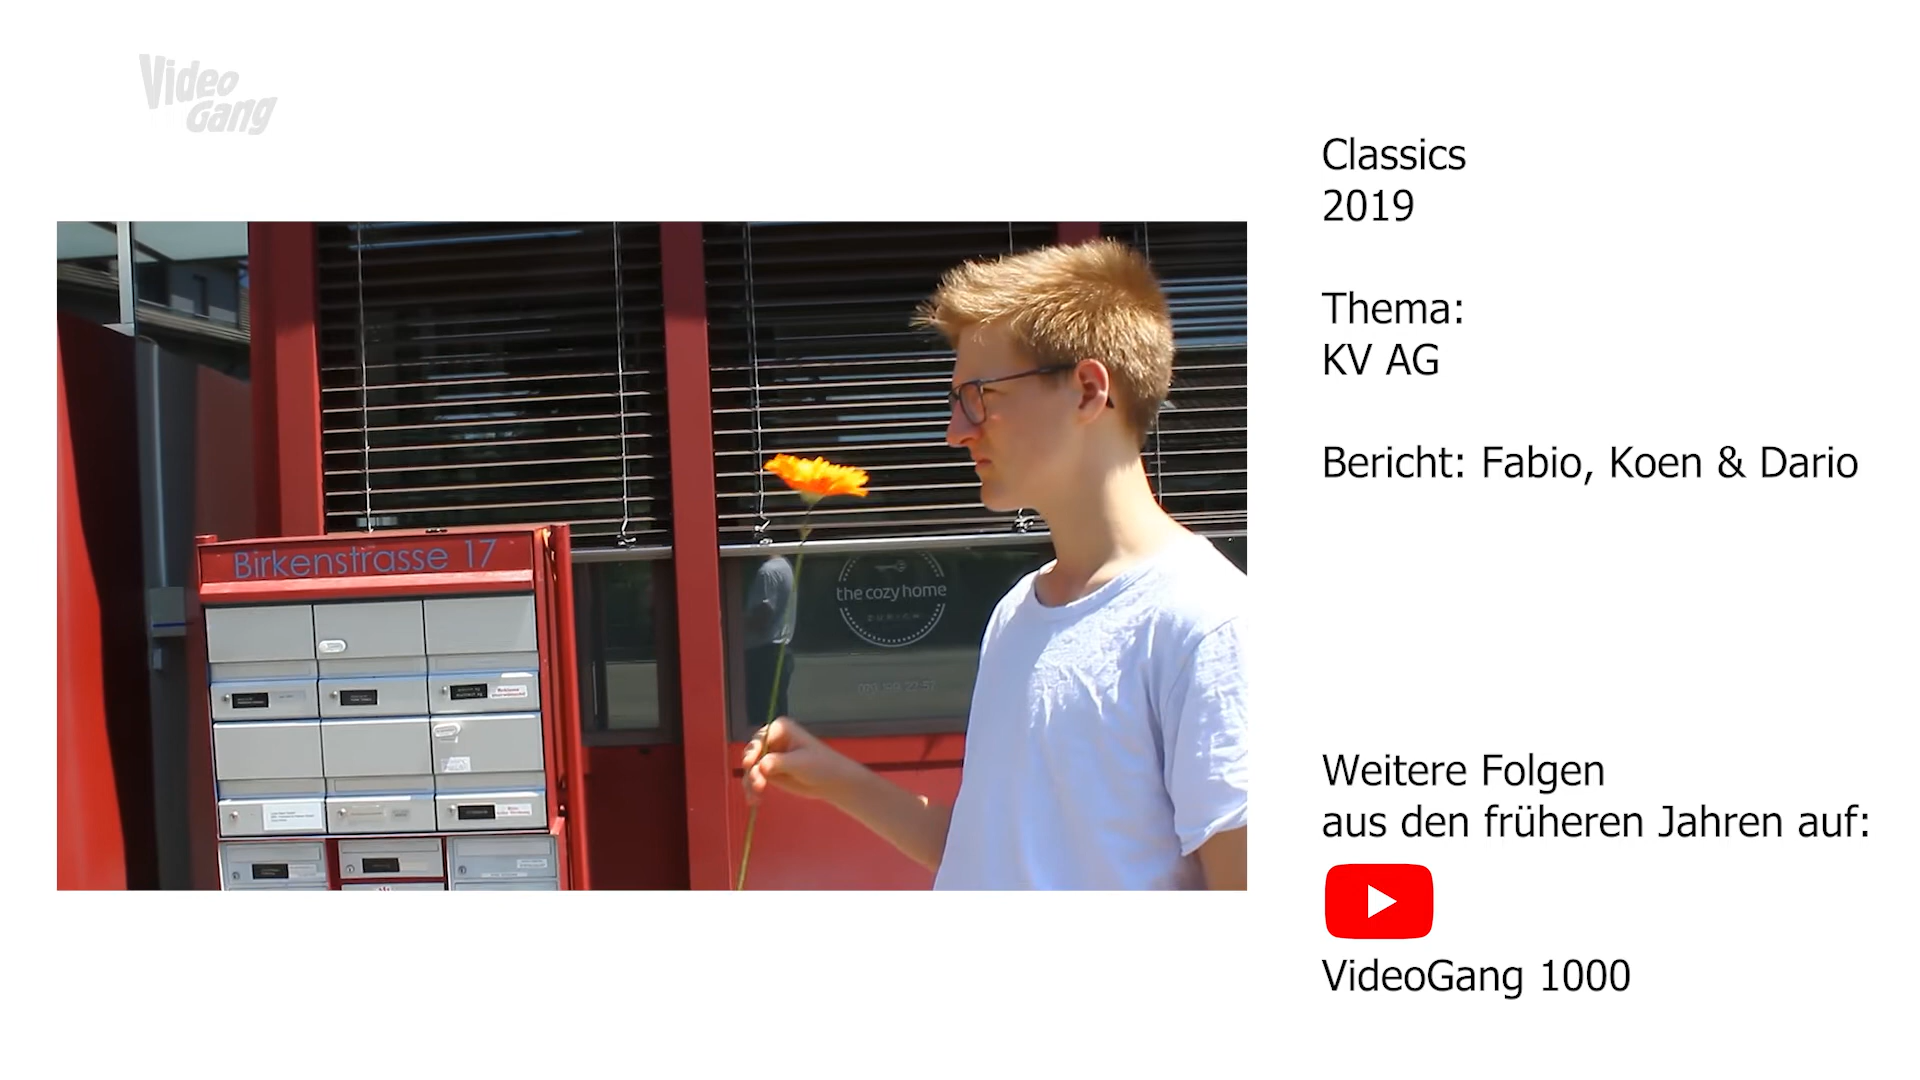 Video
Gang
Classics
2019
Thema:
KV AG
Bericht: Fabio, Koen & Dario
Birkenstrasse 17
the cozy home
Weitere Folgen
aus den früheren Jahren auf:
VideoGang 1000